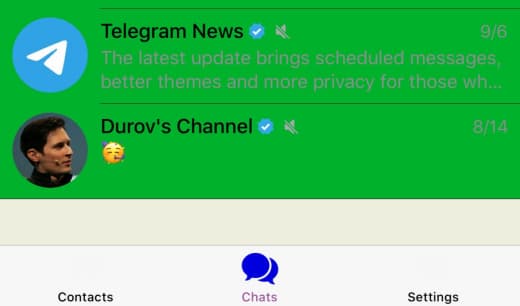 Telegram News
9/6
The latest update brings scheduled messages,
better themes and more privacy for those wh...
Durov's Channel
8/14
🥳
Contacts
Chats
Settings